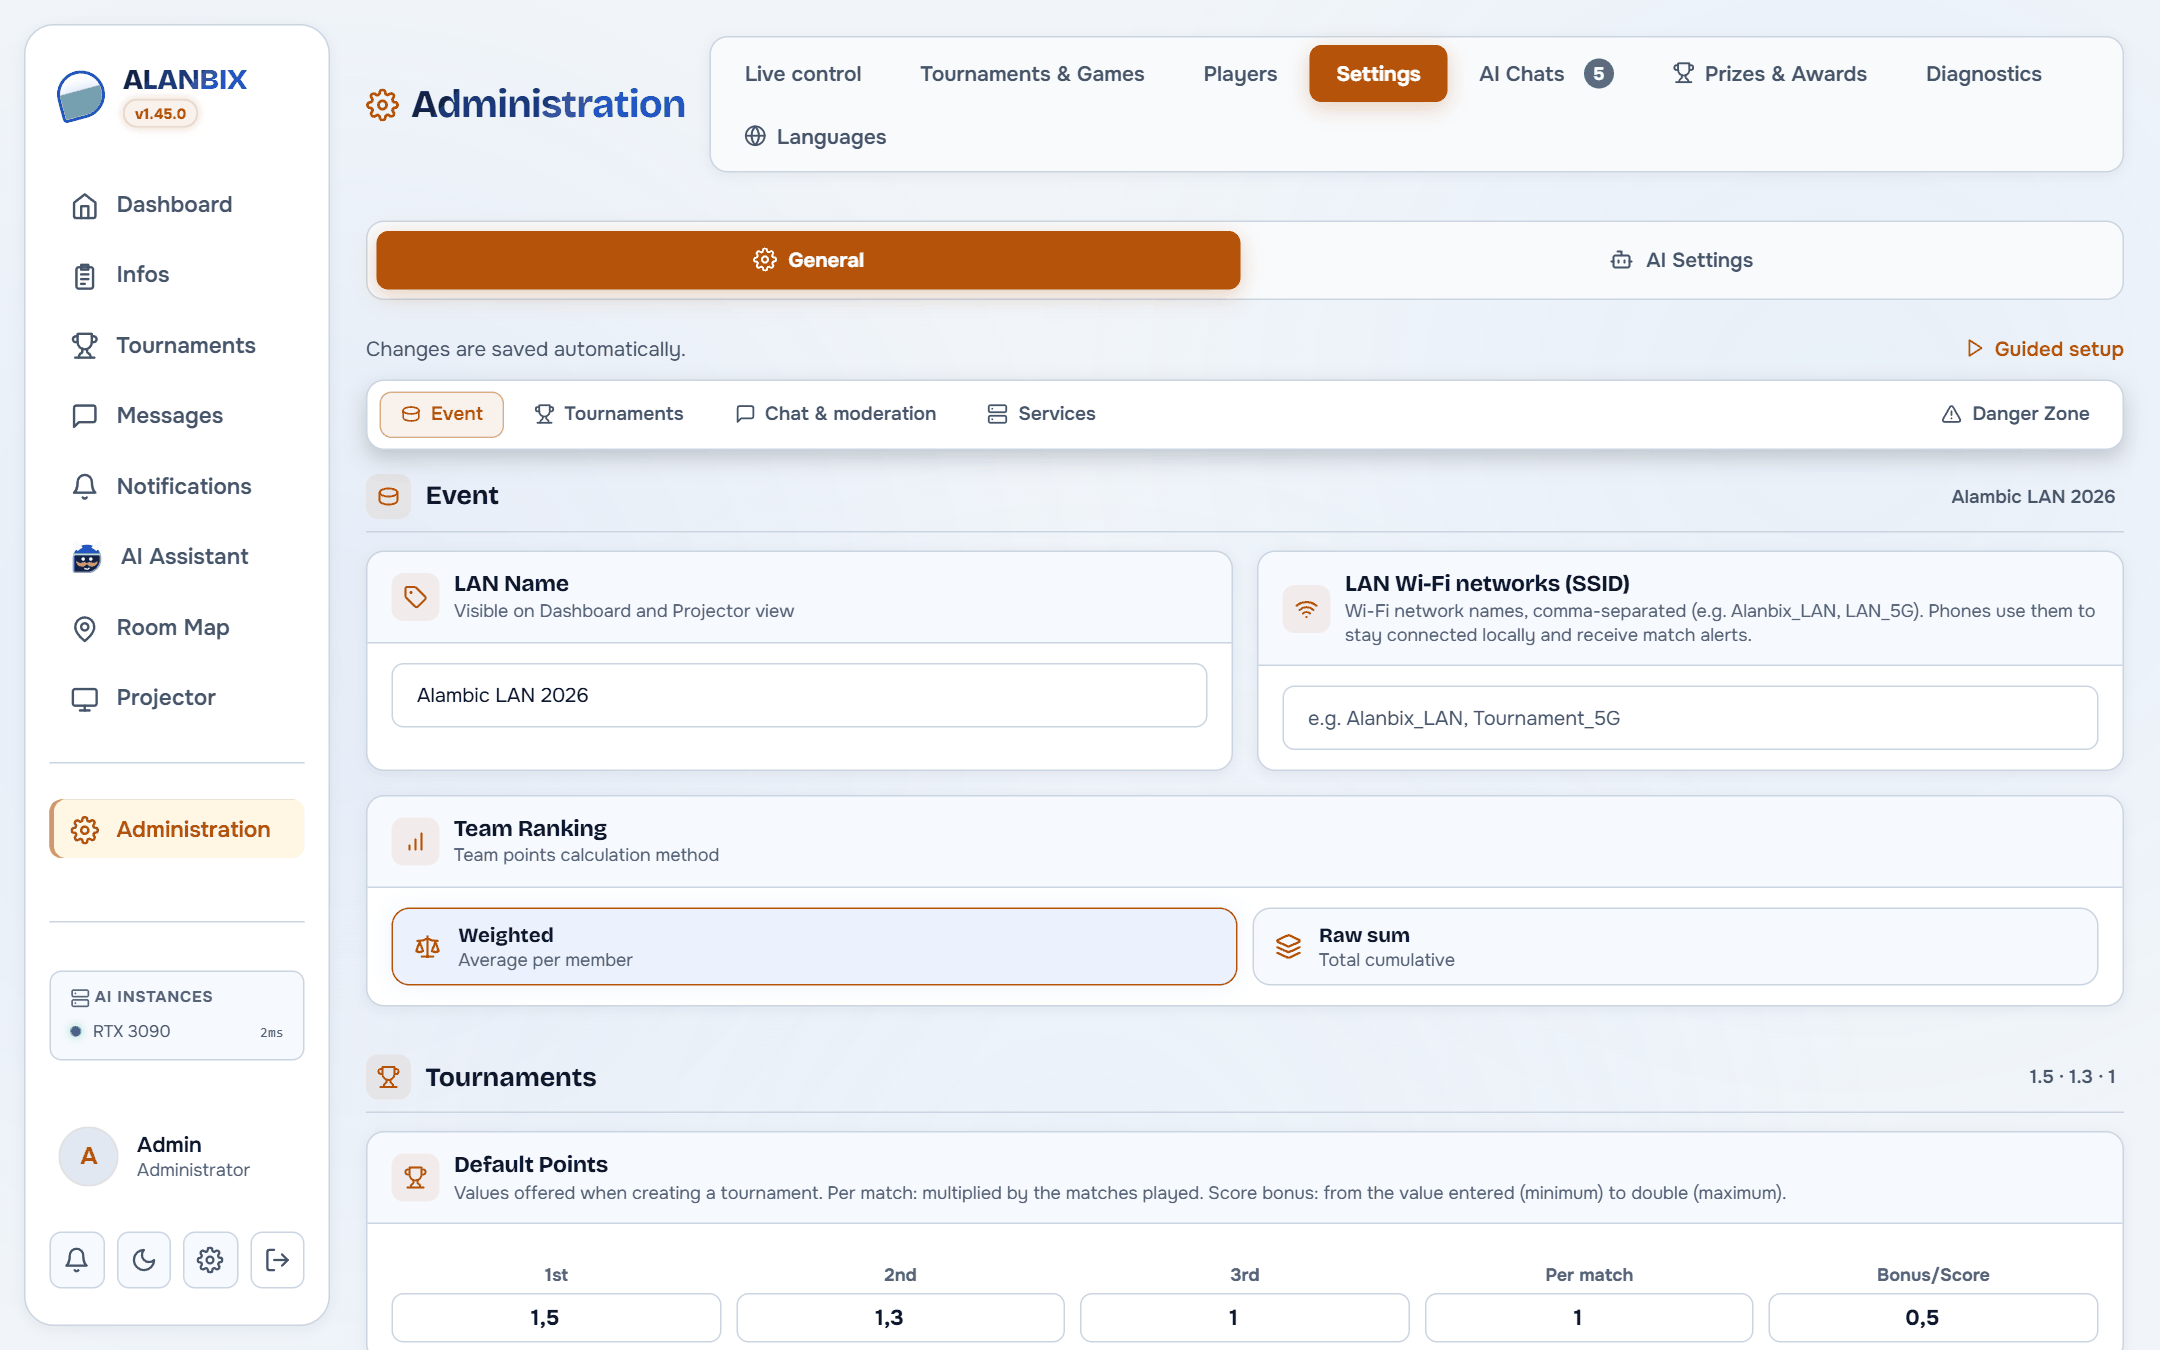 ALANBIX
v1.45.0
Dashboard
Infos
Tournaments
Messages
Notifications
AI Assistant
Room Map
Projector
Administration
AI INSTANCES
RTX 3090 2ms
A
Admin
Administrator
Administration
Live control
Tournaments & Games
Players
Settings
AI Chats 5
Prizes & Awards
Diagnostics
Languages
General
AI Settings
Changes are saved automatically.
Guided setup
Event
Tournaments
Chat & moderation
Services
Danger Zone
Event
Alambic LAN 2026
LAN Name
Visible on Dashboard and Projector view
Alambic LAN 2026
LAN Wi-Fi networks (SSID)
Wi-Fi network names, comma-separated (e.g. Alanbix_LAN, LAN_5G). Phones use them to
stay connected locally and receive match alerts.
e.g. Alanbix_LAN, Tournament_5G
Team Ranking
Team points calculation method
Weighted
Average per member
Raw sum
Total cumulative
Tournaments
1.5 · 1.3 · 1
Default Points
Values offered when creating a tournament. Per match: multiplied by the matches played. Score bonus: from the value entered (minimum) to double (maximum).
1st
2nd
3rd
Per match
Bonus/Score
1,5
1,3
1
1
0,5